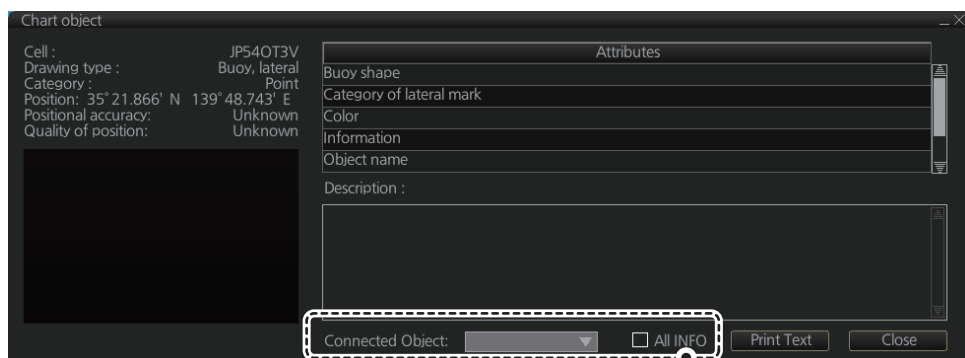 Chart object
Cell : JP54OT3V
Drawing type : Buoy, lateral
Category : Point
Position: 35°21.866' N 139°48.743' E
Positional accuracy: Unknown
Quality of position: Unknown
Attributes
Buoy shape
Category of lateral mark
Color
Information
Object name
Description :
Connected Object: All INFO Print Text Close